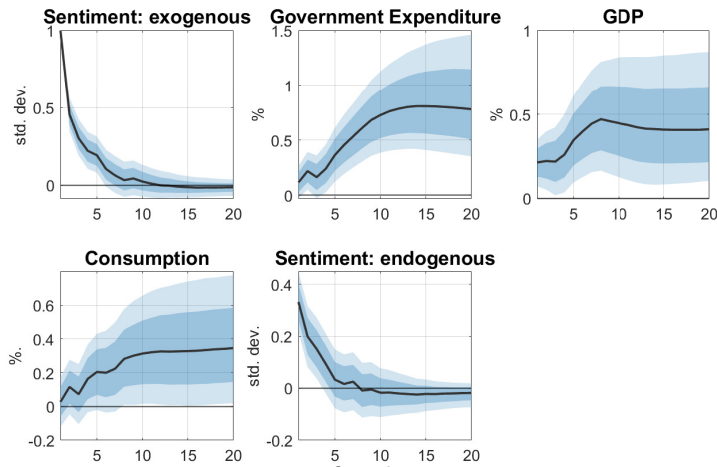 Sentiment: exogenous
std. dev.
1
0.5
0
5 10 15 20
Government Expenditure
%
1.5
1
0.5
0
5 10 15 20
GDP
%
1
0.5
0
5 10 15 20
Consumption
%.
0.6
0.4
0.2
0
-0.2
5 10 15 20
Sentiment: endogenous
std. dev.
0.4
0.2
0
-0.2
5 10 15 20